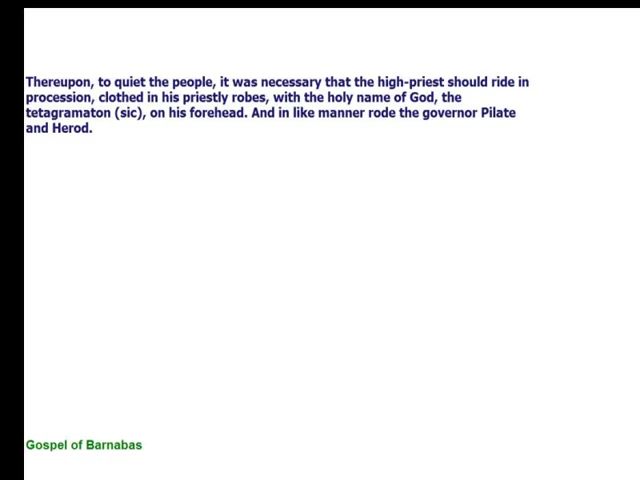 Thereupon, to quiet the people, it was necessary that the high-priest should ride in
procession, clothed in his priestly robes, with the holy name of God, the
tetagramaton (sic), on his forehead. And in like manner rode the governor Pilate
and Herod.
Gospel of Barnabas